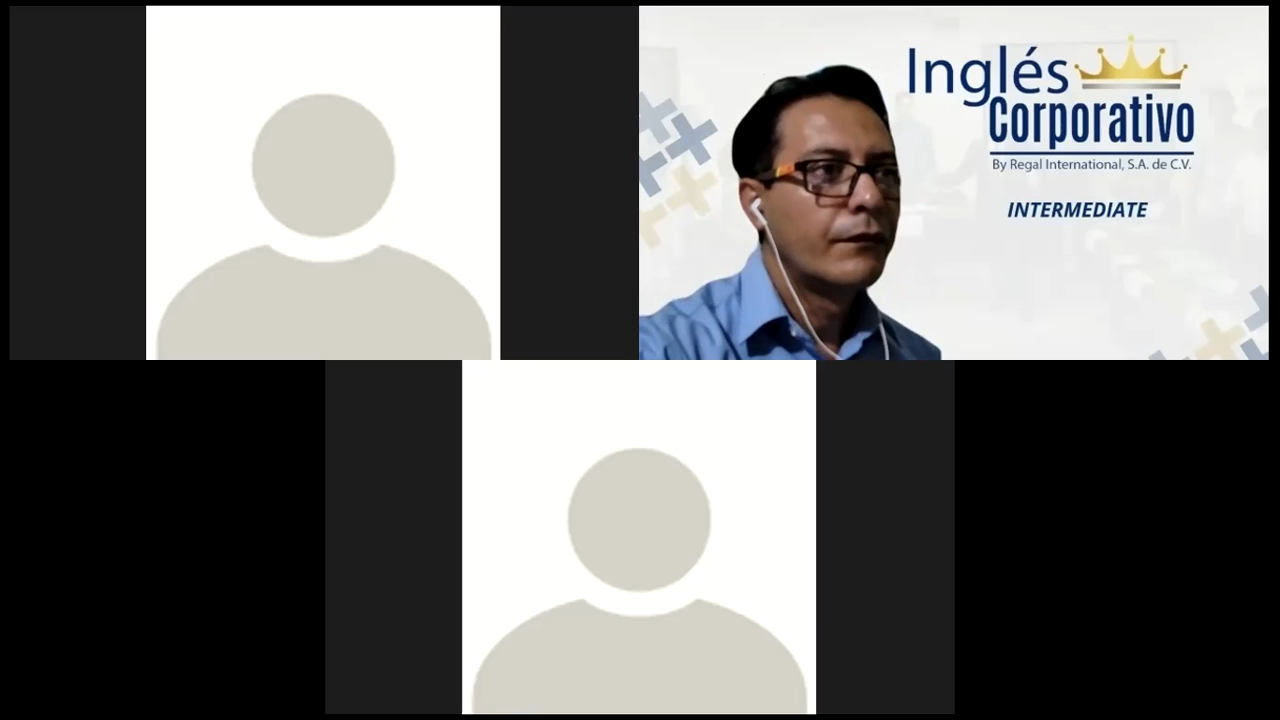 Inglés
Corporativo
By Regal International, S.A. de C.V.
INTERMEDIATE